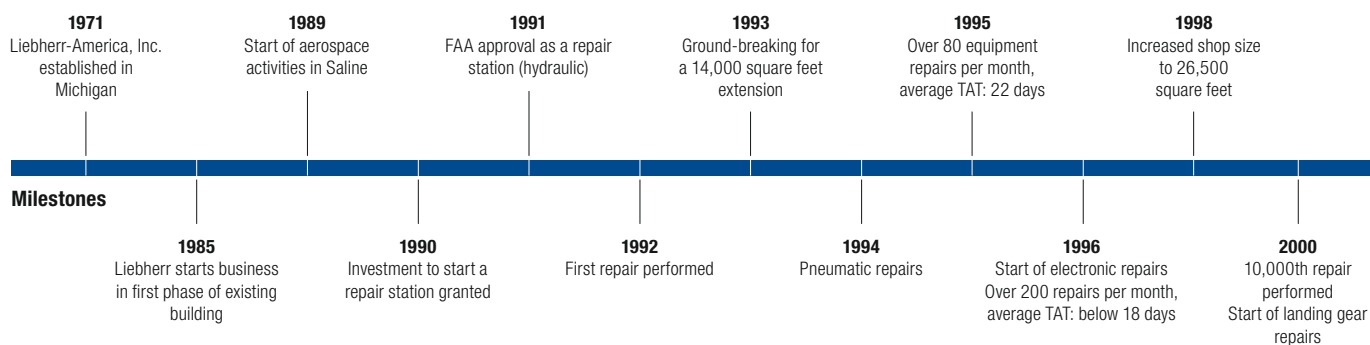 1971
Liebherr-America, Inc.
established in
Michigan
1989
Start of aerospace
activities in Saline
1991
FAA approval as a repair
station (hydraulic)
1993
Ground-breaking for
a 14,000 square feet
extension
1995
Over 80 equipment
repairs per month,
average TAT: 22 days
1998
Increased shop size
to 26,500
square feet
Milestones
1985
Liebherr starts business
in first phase of existing
building
1990
Investment to start a
repair station granted
1992
First repair performed
1994
Pneumatic repairs
1996
Start of electronic repairs
Over 200 repairs per month,
average TAT: below 18 days
2000
10,000th repair
performed
Start of landing gear
repairs